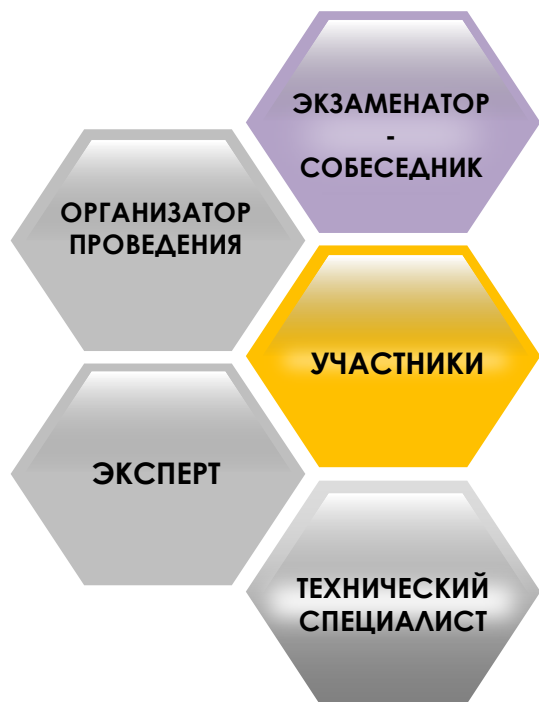 ЭКЗАМЕНАТОР
-
СОБЕСЕДНИК
ОРГАНИЗАТОР
ПРОВЕДЕНИЯ
УЧАСТНИКИ
ЭКСПЕРТ
ТЕХНИЧЕСКИЙ
СПЕЦИАЛИСТ